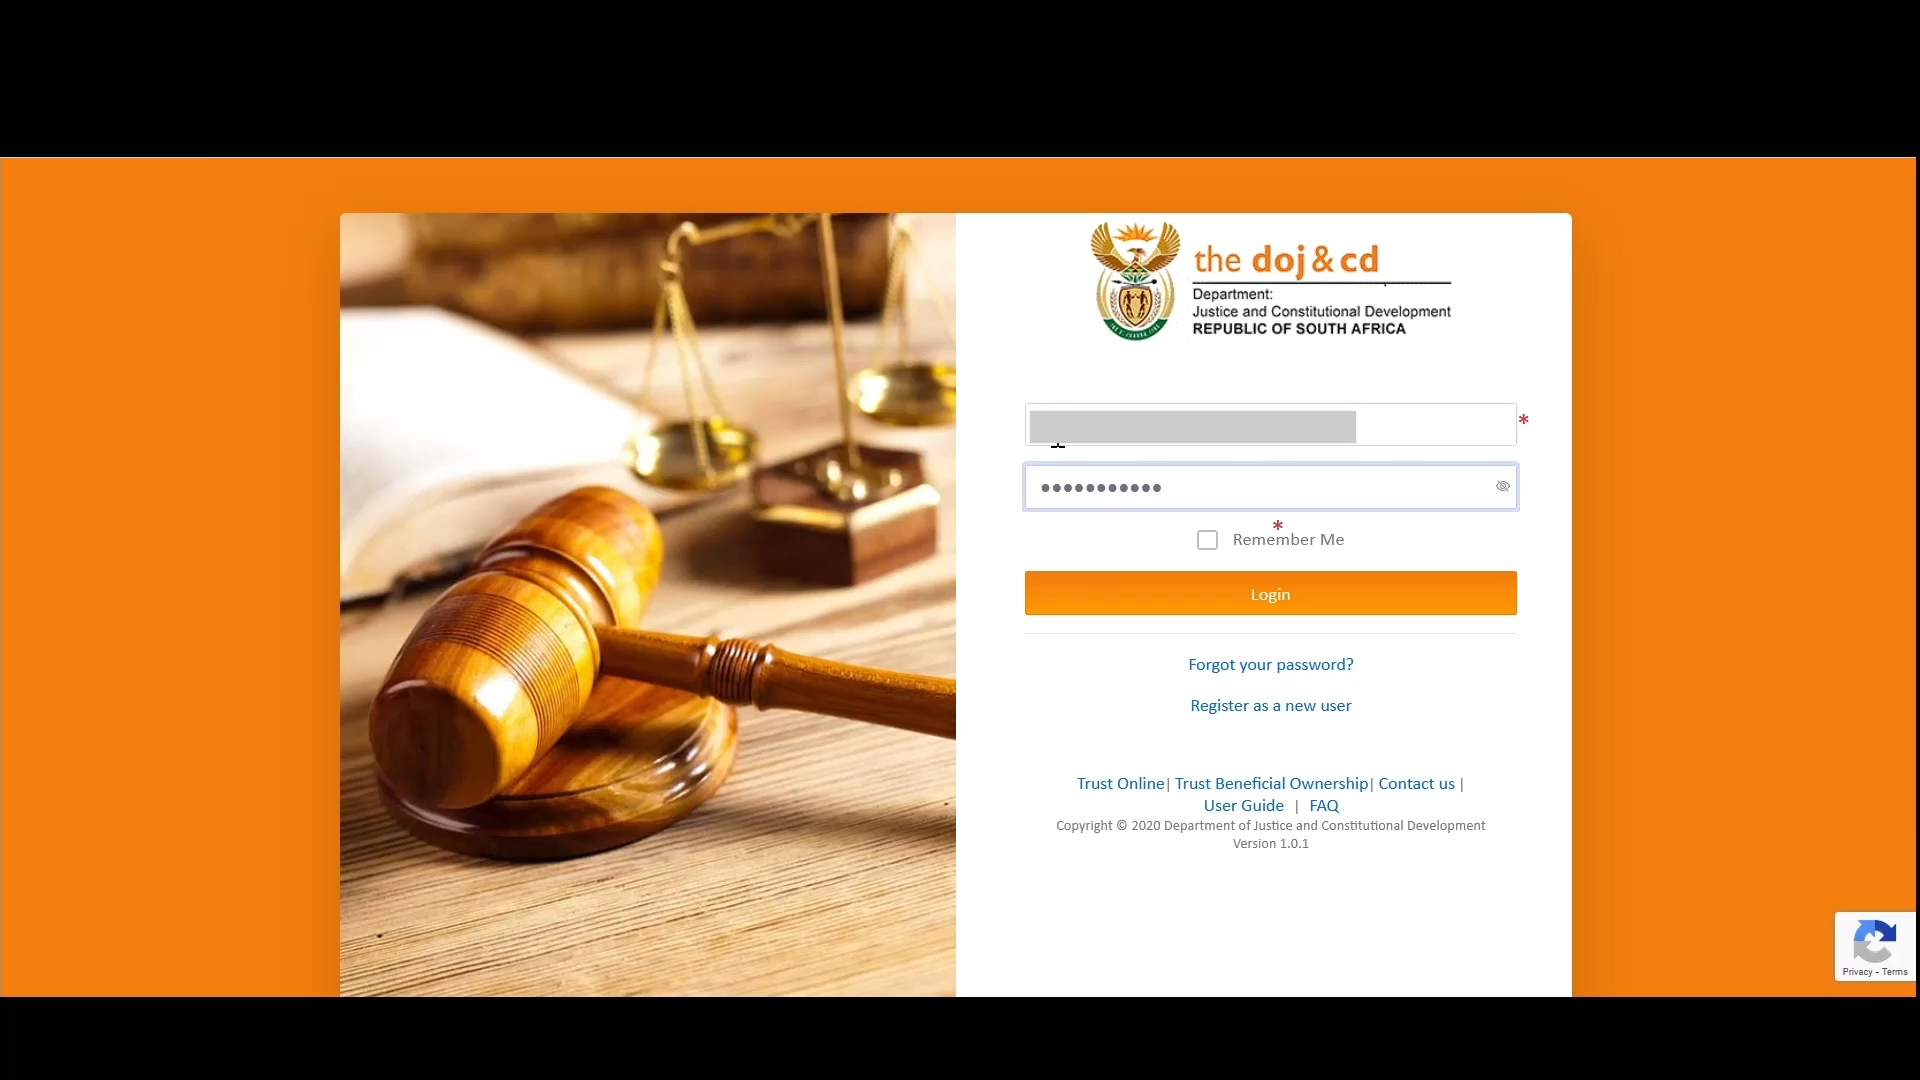 the doj & cd
Department:
Justice and Constitutional Development
REPUBLIC OF SOUTH AFRICA
*
●●●●●●●●●●●
*
Remember Me
Login
Forgot your password?
Register as a new user
Trust Online| Trust Beneficial Ownership| Contact us |
User Guide | FAQ
Copyright © 2020 Department of Justice and Constitutional Development
Version 1.0.1
Privacy - Terms